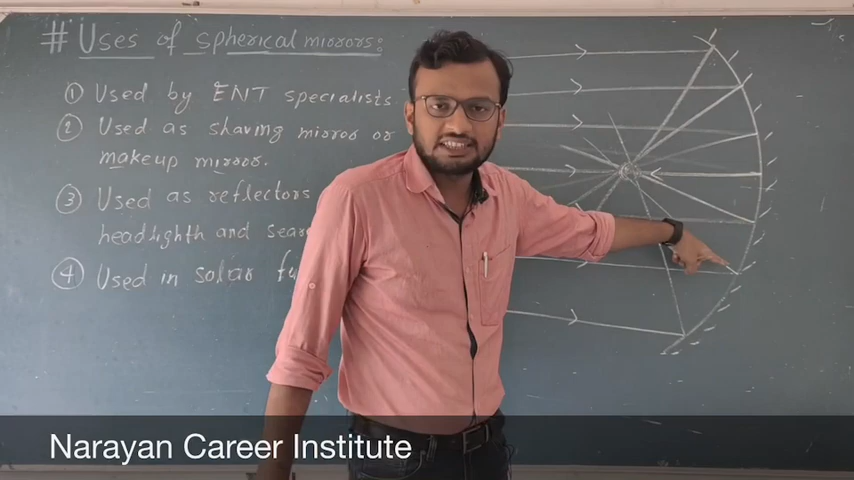 # Uses of spherical mirrors:
① Used by ENT specialists
② Used as shaving mirror or
makeup mirror.
③ Used as reflectors
headlighth and
④ Used in solar
Narayan Career Institute